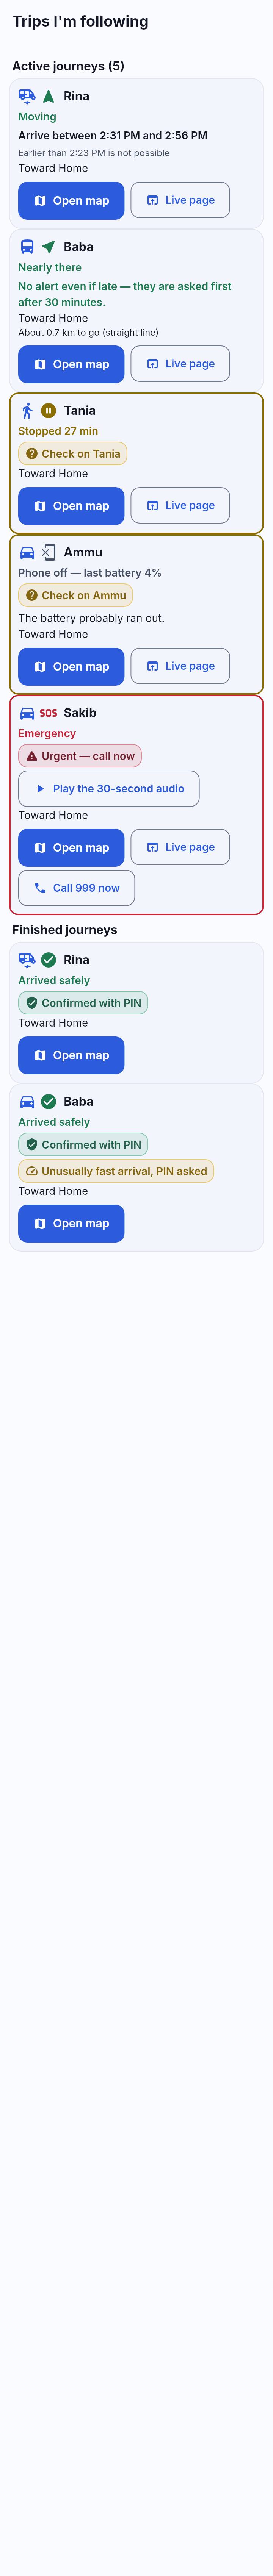 Trips I'm following
Active journeys (5)
Rina
Moving
Arrive between 2:31 PM and 2:56 PM
Earlier than 2:23 PM is not possible
Toward Home
Open map
Live page
Baba
Nearly there
No alert even if late — they are asked first
after 30 minutes.
Toward Home
About 0.7 km to go (straight line)
Open map
Live page
Tania
Stopped 27 min
Check on Tania
Toward Home
Open map
Live page
Ammu
Phone off — last battery 4%
Check on Ammu
The battery probably ran out.
Toward Home
Open map
Live page
SOS Sakib
Emergency
Urgent — call now
Play the 30-second audio
Toward Home
Open map
Live page
Call 999 now
Finished journeys
Rina
Arrived safely
Confirmed with PIN
Toward Home
Open map
Baba
Arrived safely
Confirmed with PIN
Unusually fast arrival, PIN asked
Toward Home
Open map